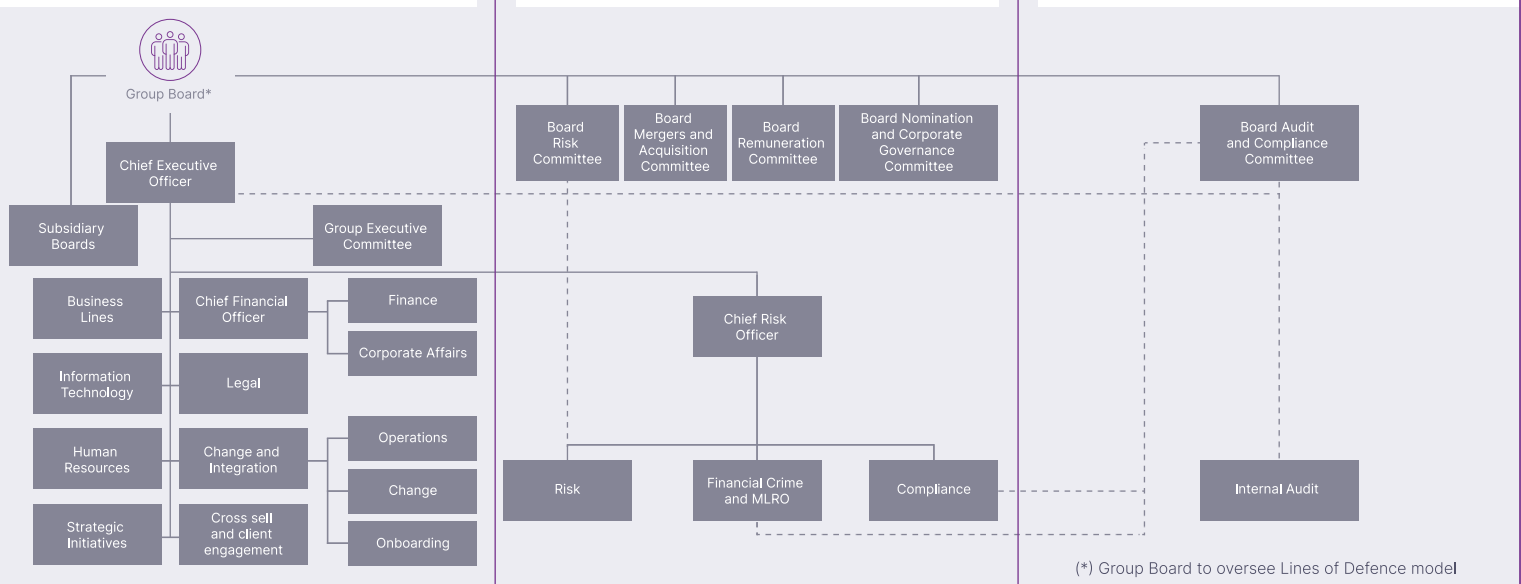 Group Board*
Chief Executive
Officer
Subsidiary
Boards
Group Executive
Committee
Business
Lines
Chief Financial
Officer
Finance
Corporate Affairs
Information
Technology
Legal
Human
Resources
Change and
Integration
Operations
Change
Onboarding
Strategic
Initiatives
Cross sell
and client
engagement
Board
Risk
Committee
Board
Mergers and
Acquisition
Committee
Board
Remuneration
Committee
Board Nomination
and Corporate
Governance
Committee
Chief Risk
Officer
Risk
Financial Crime
and MLRO
Compliance
Board Audit
and Compliance
Committee
Internal Audit
(*) Group Board to oversee Lines of Defence model